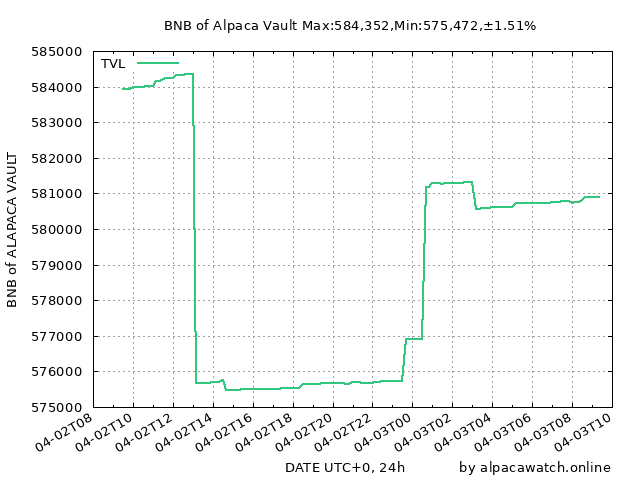 BNB of Alpaca Vault Max:584,352,Min:575,472,±1.51%
TVL
585000
584000
583000
582000
581000
580000
579000
578000
577000
576000
575000
BNB of ALAPACA VAULT
04-02T08
04-02T10
04-02T12
04-02T14
04-02T16
04-02T18
04-02T20
04-02T22
04-03T00
04-03T02
04-03T04
04-03T06
04-03T08
04-03T10
DATE UTC+0, 24h
by alpacawatch.online